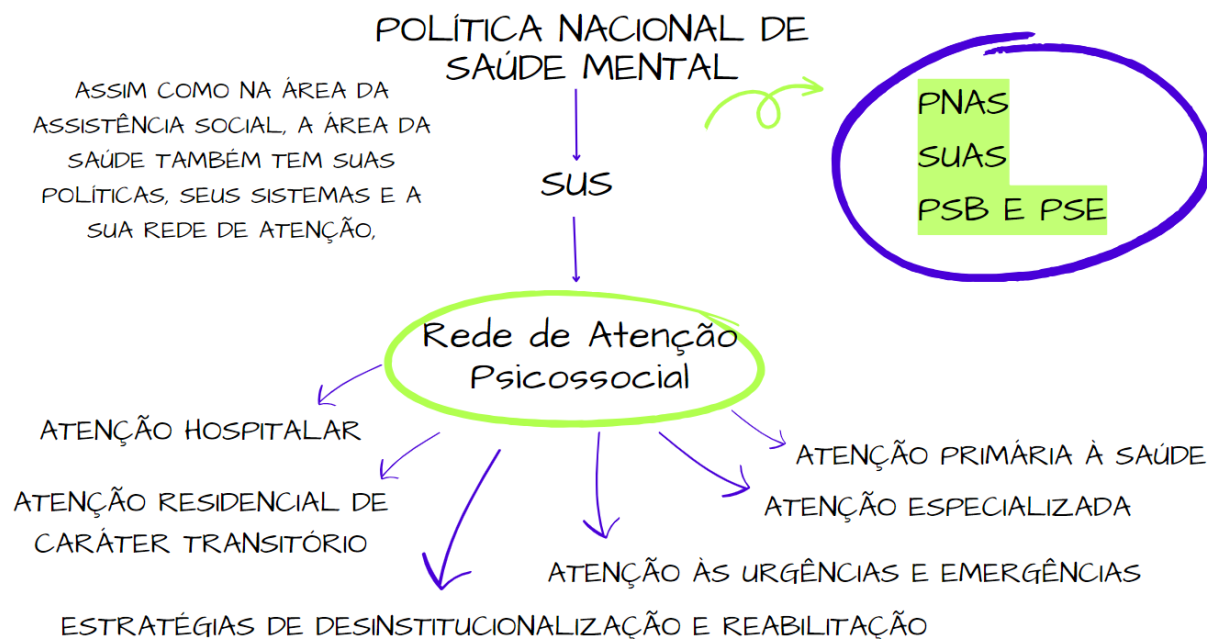 POLÍTICA NACIONAL DE
SAÚDE MENTAL
ASSIM COMO NA ÁREA DA
ASSISTÊNCIA SOCIAL, A ÁREA DA
SAÚDE TAMBÉM TEM SUAS
POLÍTICAS, SEUS SISTEMAS E A
SUA REDE DE ATENÇÃO,
SUS
PNAS
SUAS
PSB E PSE
Rede de Atenção
Psicossocial
ATENÇÃO HOSPITALAR
ATENÇÃO RESIDENCIAL DE
CARÁTER TRANSITÓRIO
ESTRATÉGIAS DE DESINSTITUCIONALIZAÇÃO E REABILITAÇÃO
ATENÇÃO ÀS URGÊNCIAS E EMERGÊNCIAS
ATENÇÃO ESPECIALIZADA
ATENÇÃO PRIMÁRIA À SAÚDE